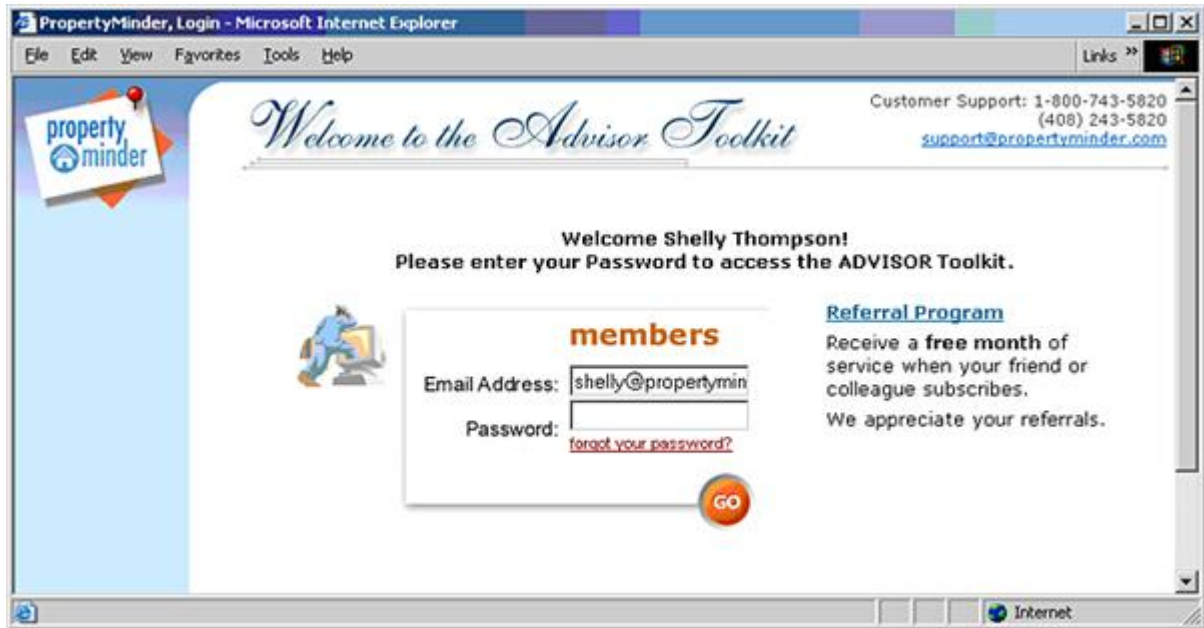 PropertyMinder, Login - Microsoft Internet Explorer
File Edit View Favorites Tools Help
Links »
property
minder
Welcome to the Advisor Toolkit
Customer Support: 1-800-743-5820
(408) 243-5820
support@propertyminder.com
Welcome Shelly Thompson!
Please enter your Password to access the ADVISOR Toolkit.
members
Email Address: shelly@propertymin
Password:
forgot your password?
GO
Referral Program
Receive a free month of
service when your friend or
colleague subscribes.
We appreciate your referrals.
Internet